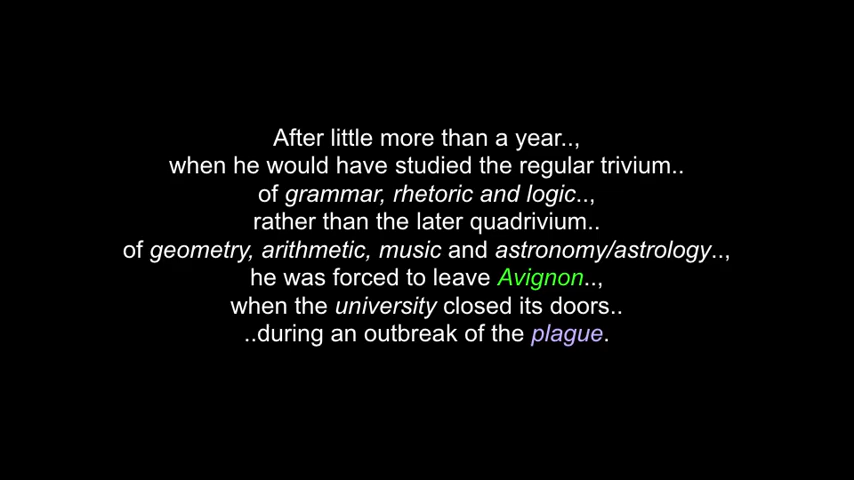 After little more than a year..,
when he would have studied the regular trivium..
of grammar, rhetoric and logic..,
rather than the later quadrivium..
of geometry, arithmetic, music and astronomy/astrology..,
he was forced to leave Avignon..,
when the university closed its doors..
..during an outbreak of the plague.